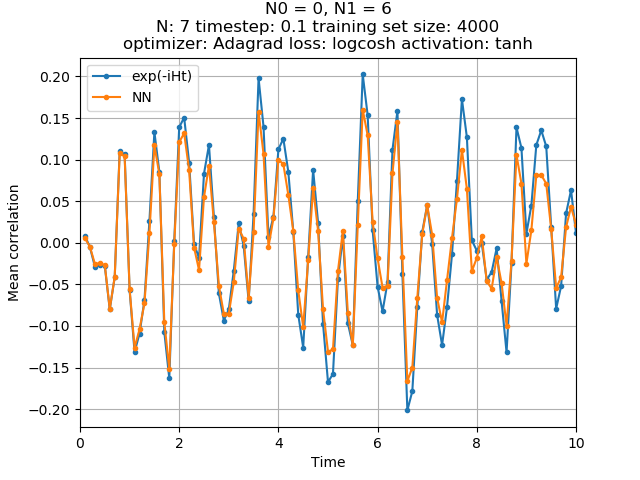 N0 = 0, N1 = 6
N: 7 timestep: 0.1 training set size: 4000
optimizer: Adagrad loss: logcosh activation: tanh
exp(-iHt)
NN
Mean correlation
0.20
0.15
0.10
0.05
0.00
−0.05
−0.10
−0.15
−0.20
0 2 4 6 8 10
Time